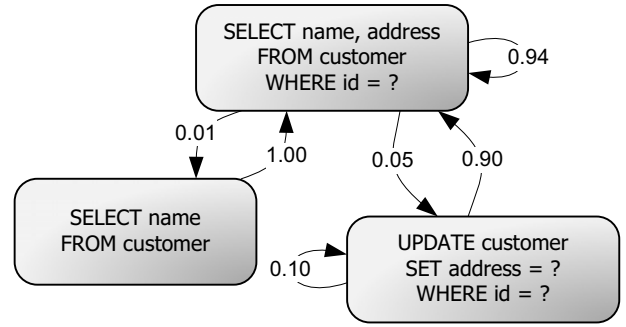 SELECT name, address
FROM customer
WHERE id = ?
0.94
0.01
1.00
0.05
0.90
SELECT name
FROM customer
UPDATE customer
SET address = ?
WHERE id = ?
0.10